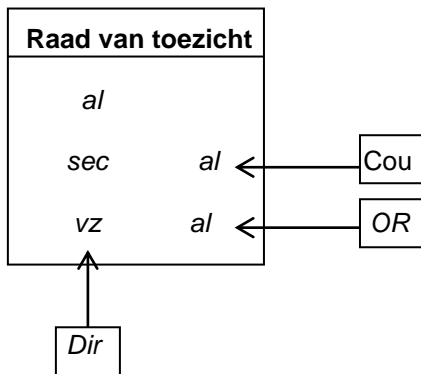 Raad van toezicht
al
sec al
Cou
vz al
OR
Dir